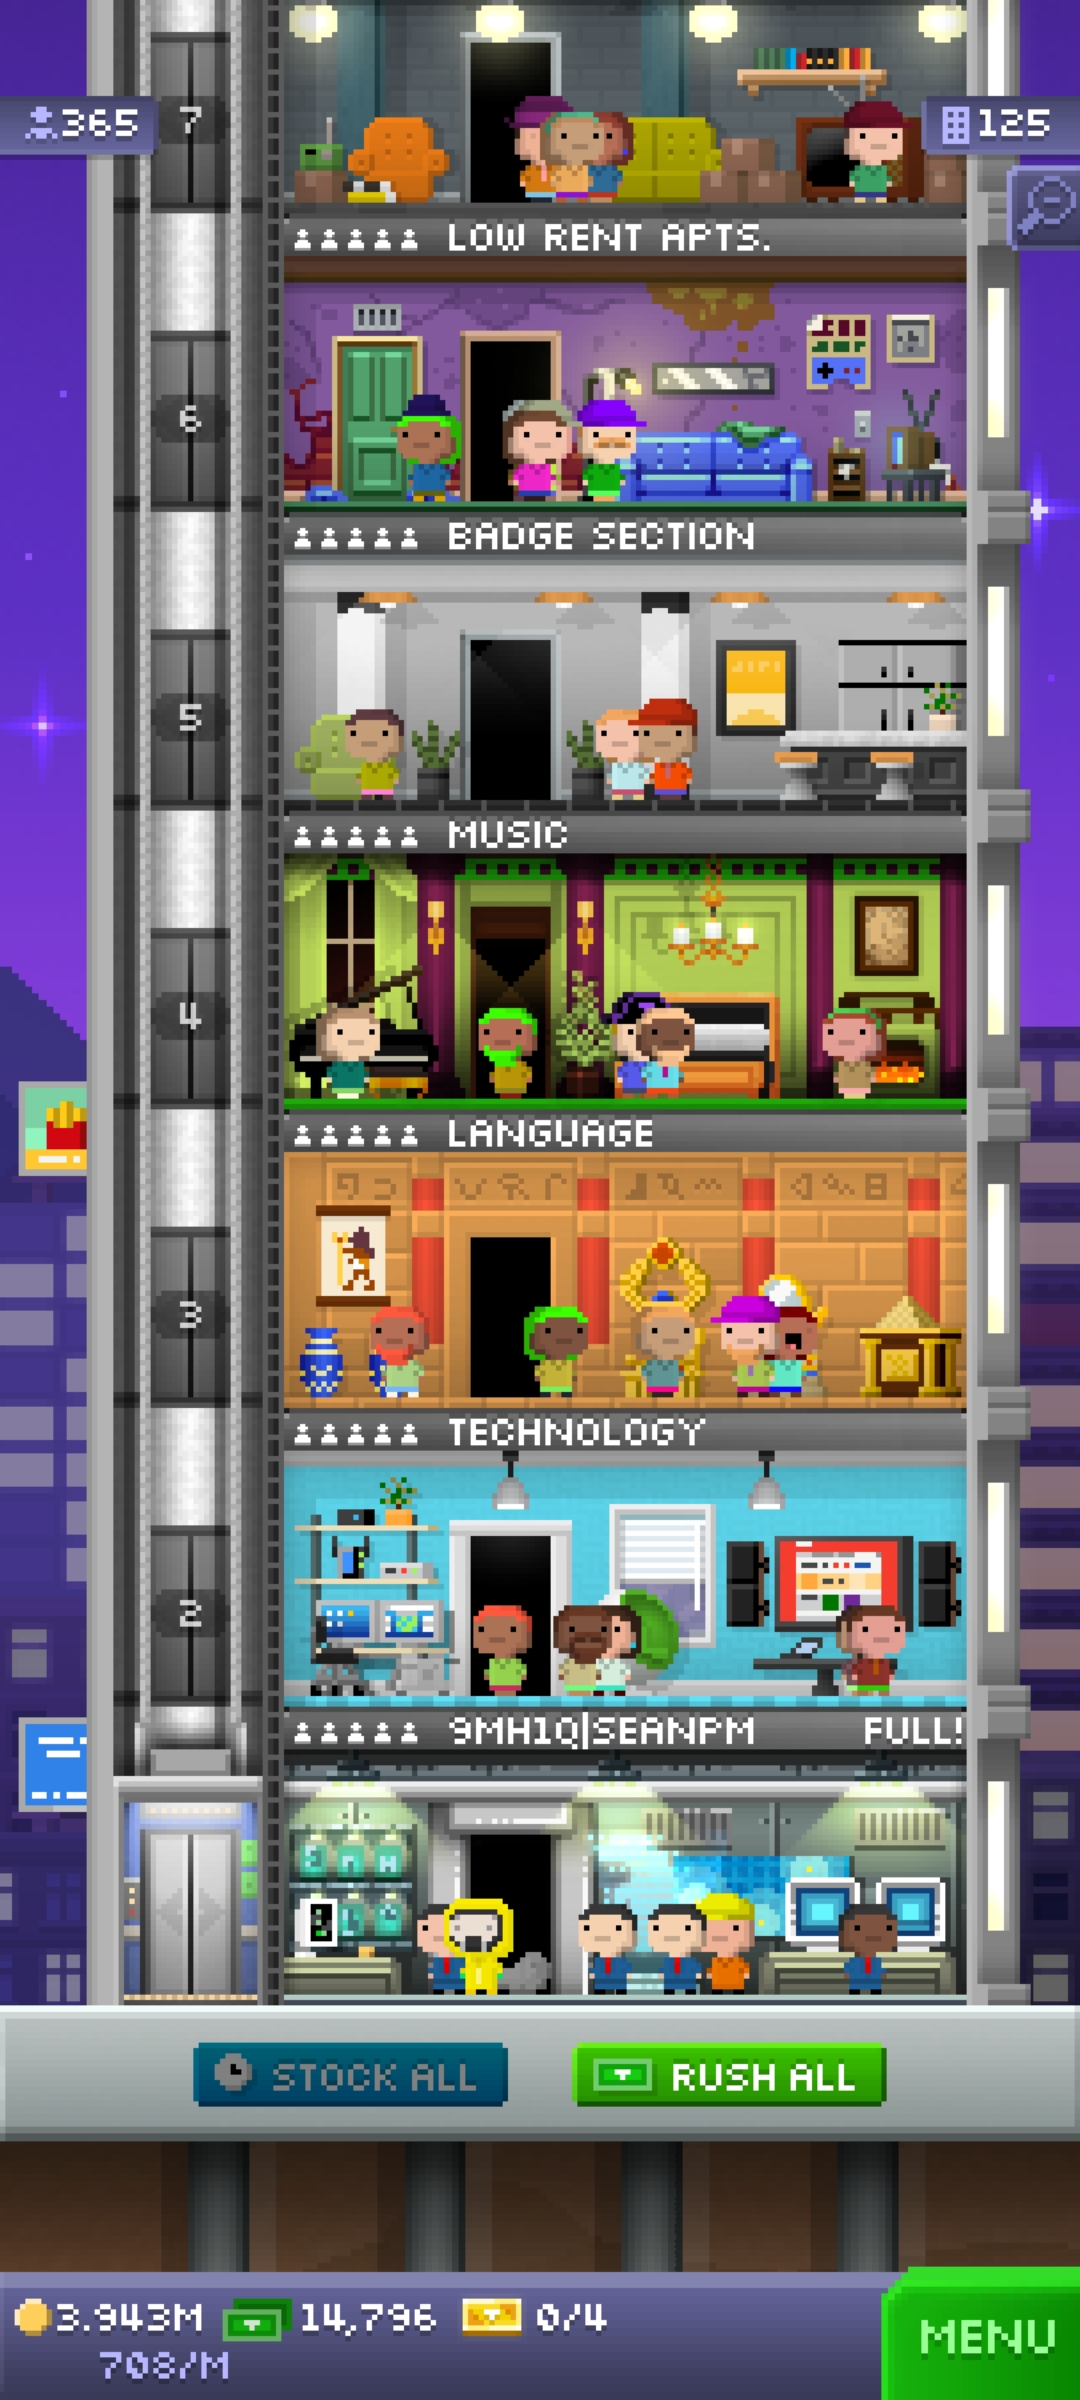 365
7
125
LOW RENT APTS.
6
BADGE SECTION
5
MUSIC
4
LANGUAGE
3
TECHNOLOGY
2
9MH1Q|SEANPM FULL!
STOCK ALL
RUSH ALL
3.943M 14,796 0/4
708/M
MENU